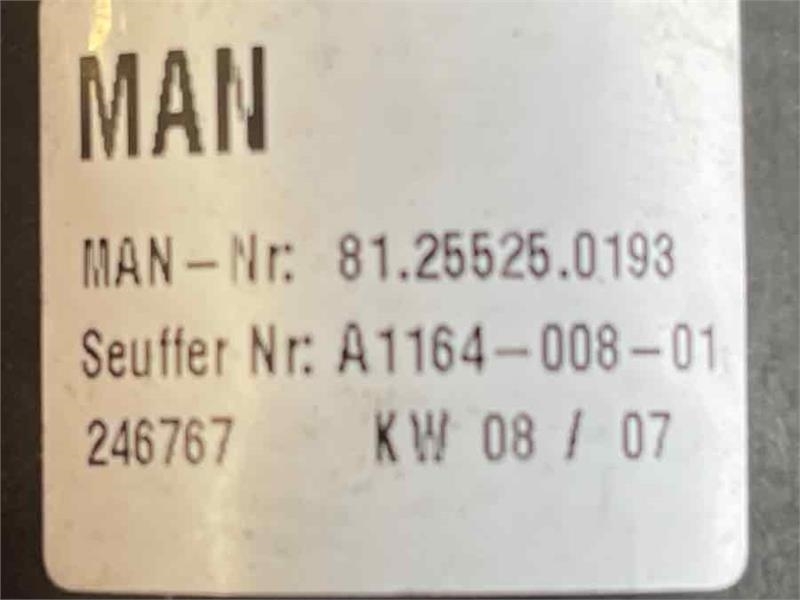 MAN
MAN-Nr: 81.25525.0193
Seuffer Nr: A1164-008-01
246767 KW 08 / 07